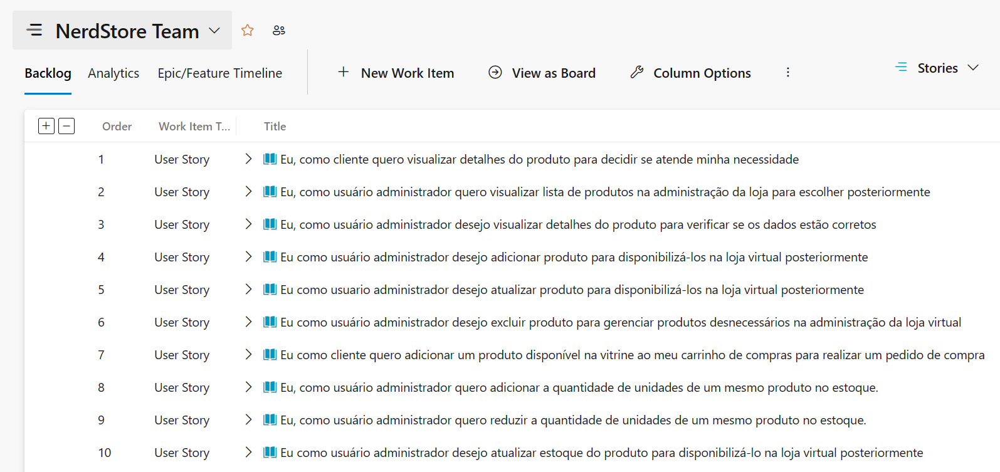 NerdStore Team
Backlog Analytics Epic/Feature Timeline New Work Item View as Board Column Options Stories
Order Work Item T... Title
1 User Story Eu, como cliente quero visualizar detalhes do produto para decidir se atende minha necessidade
2 User Story Eu, como usuário administrador quero visualizar lista de produtos na administração da loja para escolher posteriormente
3 User Story Eu, como usuário administrador desejo visualizar detalhes do produto para verificar se os dados estão corretos
4 User Story Eu como usuário administrador desejo adicionar produto para disponibilizá-los na loja virtual posteriormente
5 User Story Eu como usuario administrador desejo atualizar produto para disponibilizá-los na loja virtual posteriormente
6 User Story Eu como usuário administrador desejo excluir produto para gerenciar produtos desnecessários na administração da loja virtual
7 User Story Eu como cliente quero adicionar um produto disponível na vitrine ao meu carrinho de compras para realizar um pedido de compra
8 User Story Eu, como usuário administrador quero adicionar a quantidade de unidades de um mesmo produto no estoque.
9 User Story Eu, como usuário administrador quero reduzir a quantidade de unidades de um mesmo produto no estoque.
10 User Story Eu como usuário administrador desejo atualizar estoque do produto para disponibilizá-lo na loja virtual posteriormente